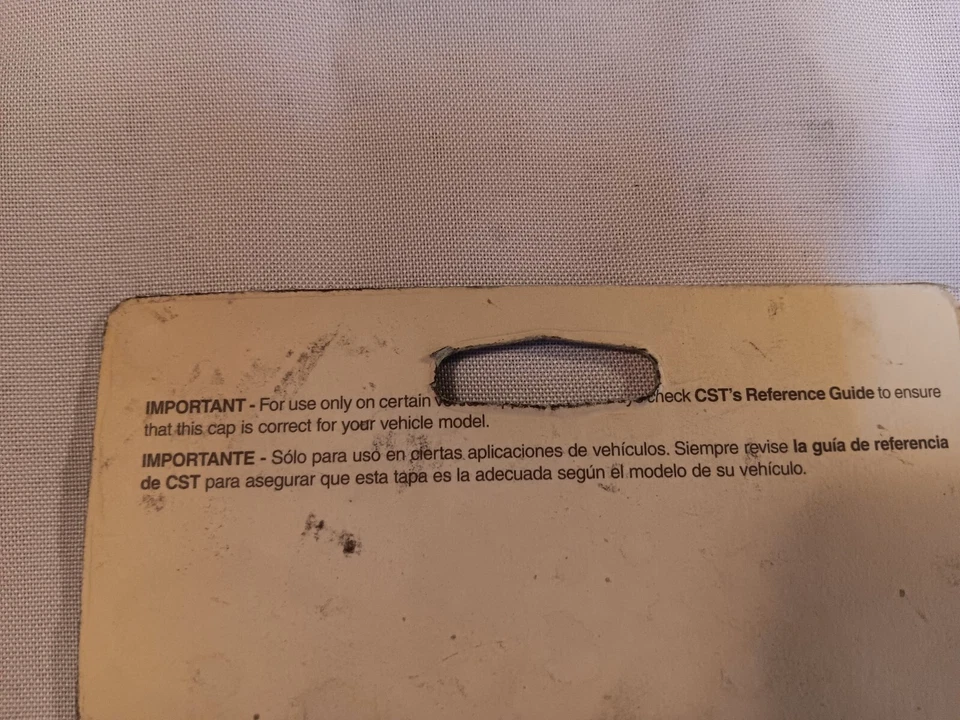 IMPORTANT - For use only on certain check CST's Reference Guide to ensure
that this cap is correct for your vehicle model.
IMPORTANTE - Sólo para uso en ciertas aplicaciones de vehículos. Siempre revise la guía de referencia
de CST para asegurar que esta tapa es la adecuada según el modelo de su vehículo.